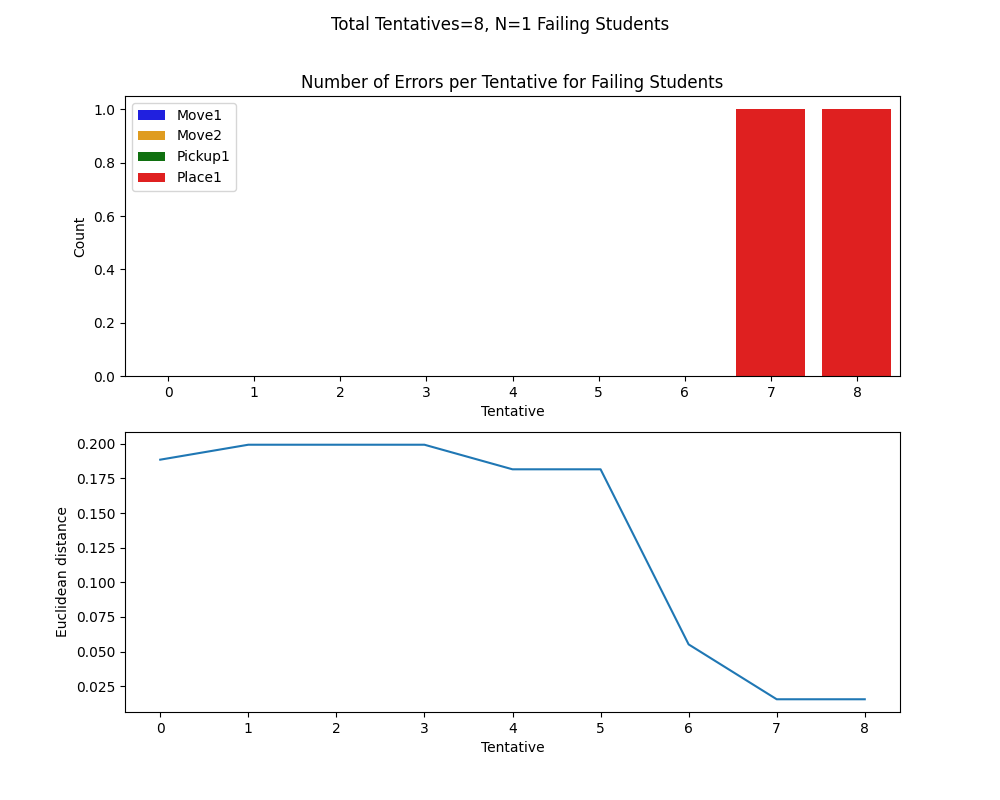 Total Tentatives=8, N=1 Failing Students
Number of Errors per Tentative for Failing Students
Move1
Move2
Pickup1
Place1
1.0
0.8
0.6
0.4
0.2
0.0
Count
0 1 2 3 4 5 6 7 8
Tentative
0.200
0.175
0.150
0.125
0.100
0.075
0.050
0.025
Euclidean distance
0 1 2 3 4 5 6 7 8
Tentative